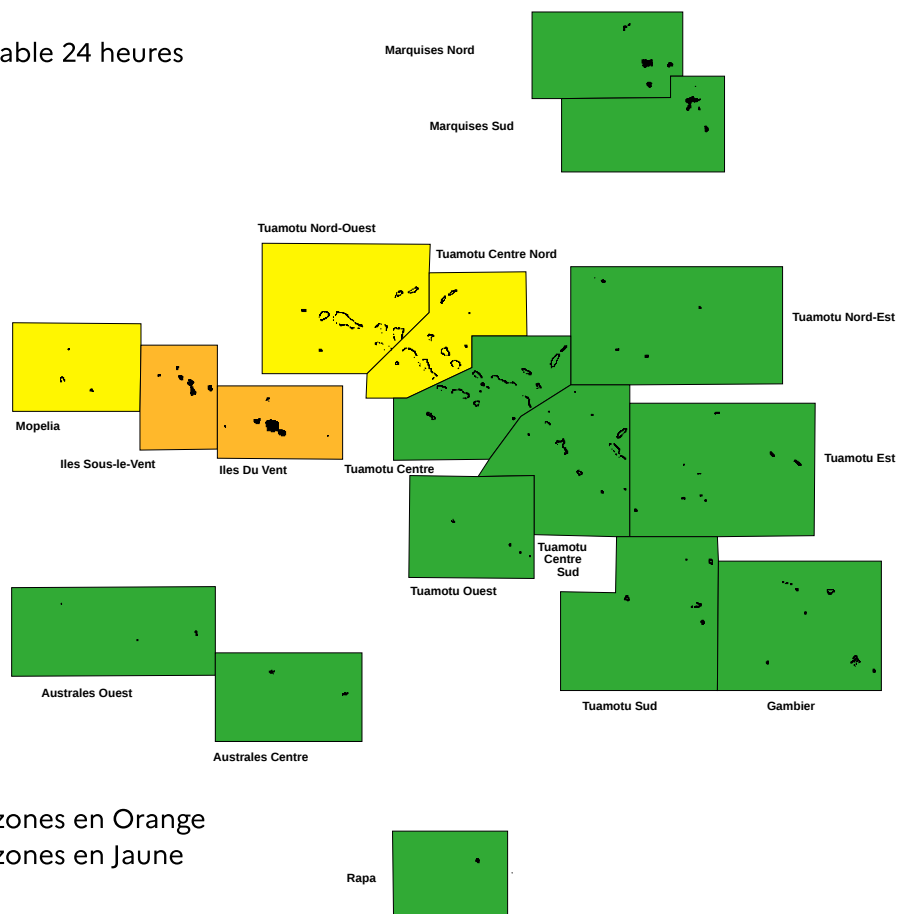 able 24 heures
Marquises Nord
Marquises Sud
Tuamotu Nord-Ouest
Tuamotu Centre Nord
Tuamotu Nord-Est
Mopelia
Iles Sous-le-Vent
Iles Du Vent
Tuamotu Centre
Tuamotu Est
Tuamotu
Centre
Sud
Tuamotu Ouest
Australes Ouest
Tuamotu Sud
Gambier
Australes Centre
zones en Orange
zones en Jaune
Rapa